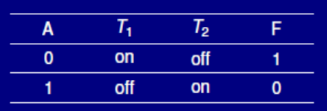 A T₁ T₂ F
0 on off 1
1 off on 0